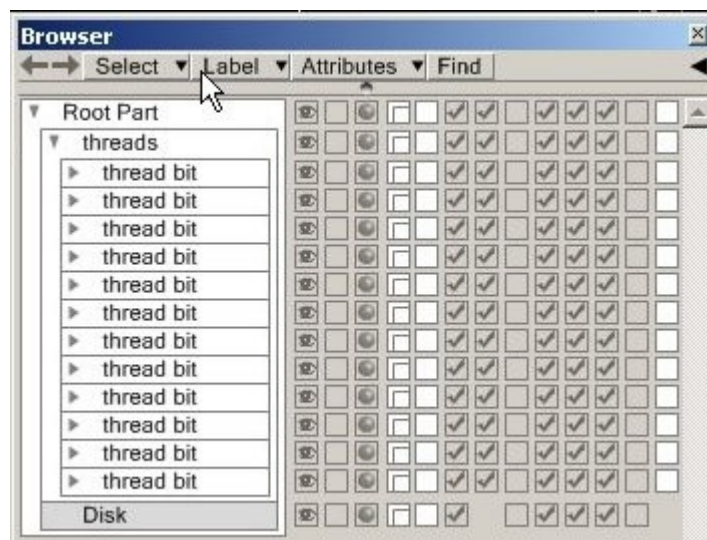 Browser
Select Label Attributes Find
Root Part
threads
thread bit
thread bit
thread bit
thread bit
thread bit
thread bit
thread bit
thread bit
thread bit
thread bit
thread bit
thread bit
Disk